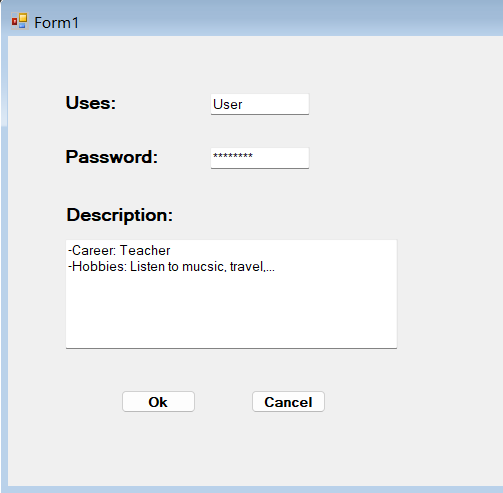 Form1
Uses: User
Password: ********
Description:
-Career: Teacher
-Hobbies: Listen to mucsic, travel,...
Ok Cancel